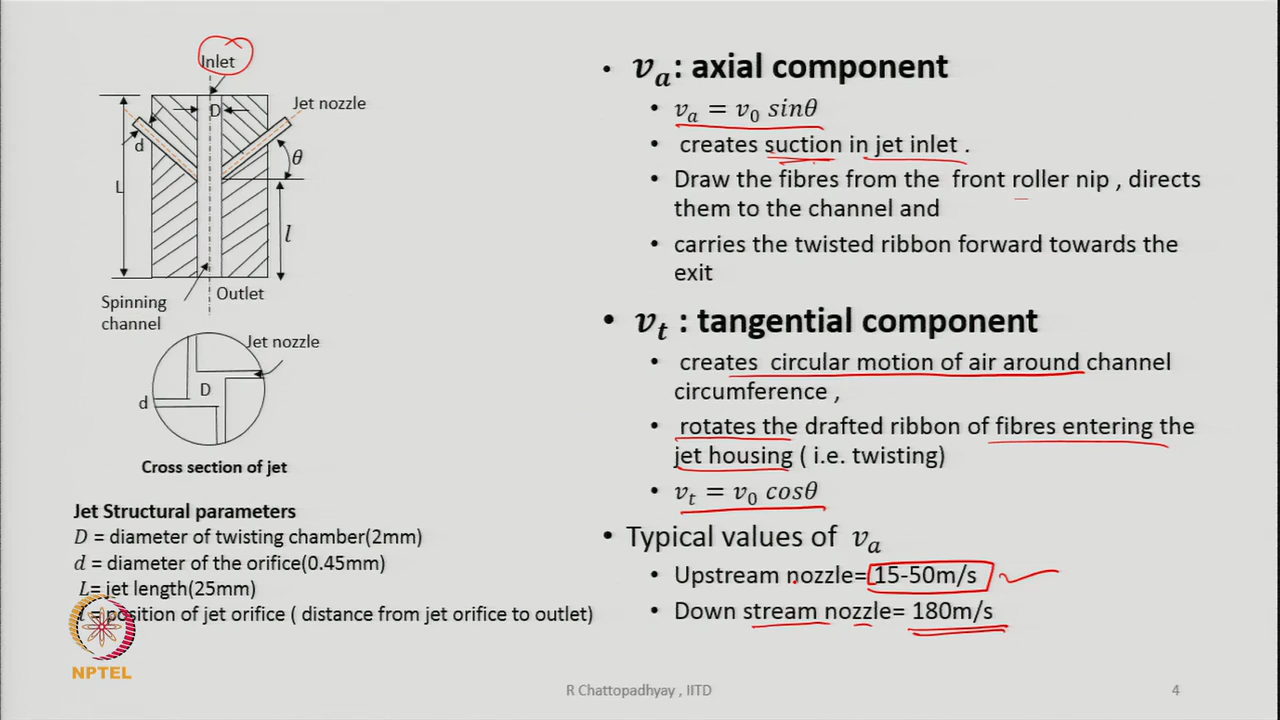 Inlet
Jet nozzle
D
d
θ
L
l
Spinning
channel
Outlet
Jet nozzle
D
d
Cross section of jet
Jet Structural parameters
D = diameter of twisting chamber(2mm)
d = diameter of the orifice(0.45mm)
L= jet length(25mm)
= position of jet orifice ( distance from jet orifice to outlet)
NPTEL
• vₐ: axial component
• vₐ = v₀ sinθ
• creates suction in jet inlet .
• Draw the fibres from the front roller nip , directs
them to the channel and
• carries the twisted ribbon forward towards the
exit
• vₜ : tangential component
• creates circular motion of air around channel
circumference ,
• rotates the drafted ribbon of fibres entering the
jet housing ( i.e. twisting)
• vₜ = v₀ cosθ
• Typical values of vₐ
• Upstream nozzle= 15-50m/s
• Down stream nozzle= 180m/s
R Chattopadhyay , IITD
4